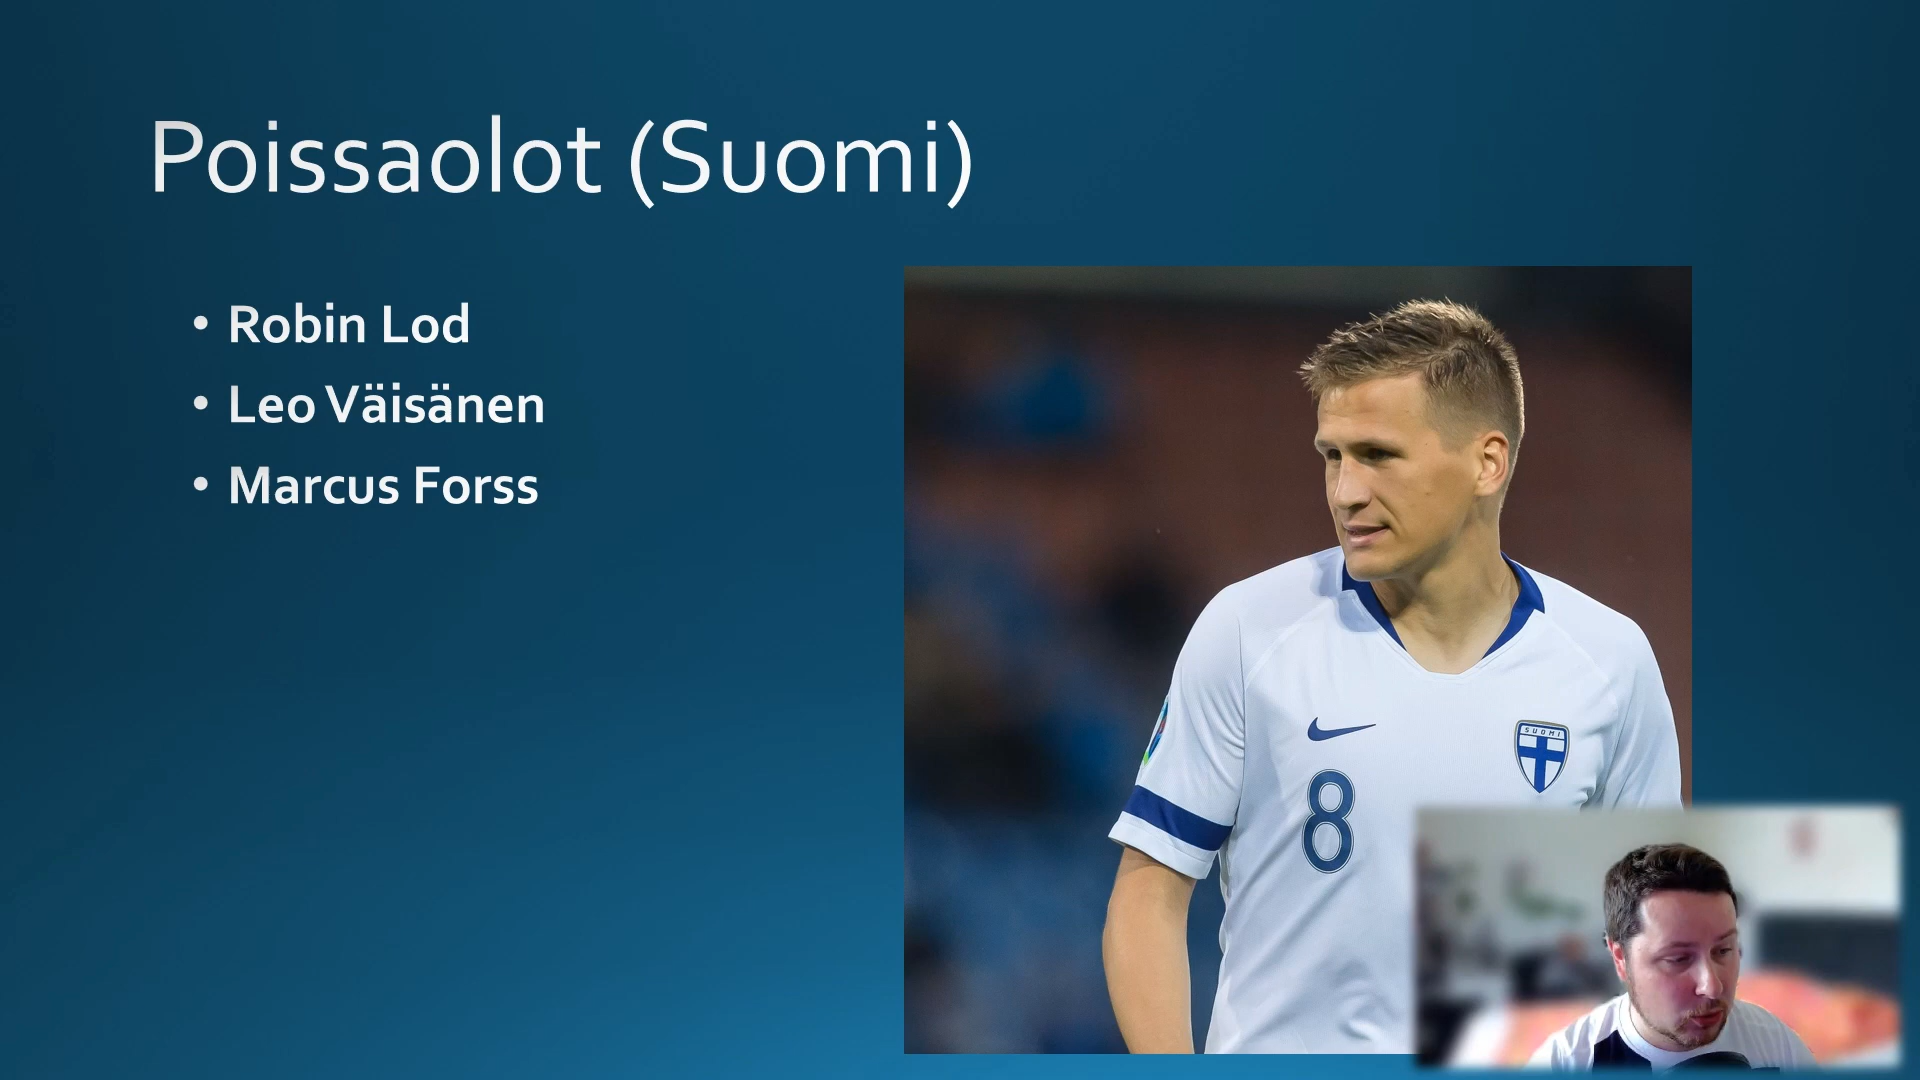 Poissaolot (Suomi)
• Robin Lod
• Leo Väisänen
• Marcus Forss
SUOMI
8